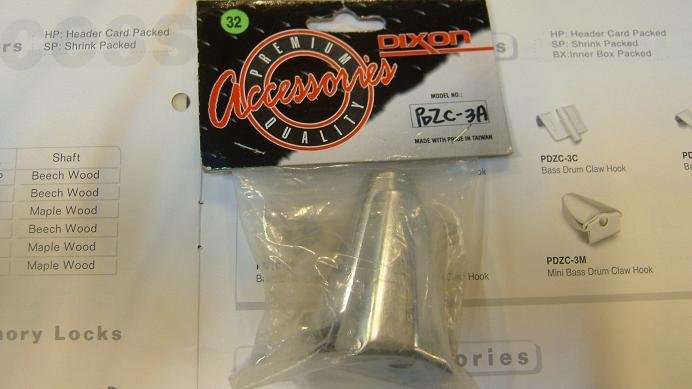 ers
HP: Header Card Packed
SP: Shrink Packed
32
PREMIUM
Accessories
QUALITY
DIXON
MODEL NO.:
PDZC-3A
MADE WITH PRIDE IN TAIWAN
HP: Header Card Packed
SP: Shrink Packed
BX:Inner Box Packed
Shaft
Beech Wood
Beech Wood
Maple Wood
Beech Wood
Maple Wood
Maple Wood
PDZC-3C
Bass Drum Claw Hook
PDZC-3M
Mini Bass Drum Claw Hook
Hook
mory Locks
ories